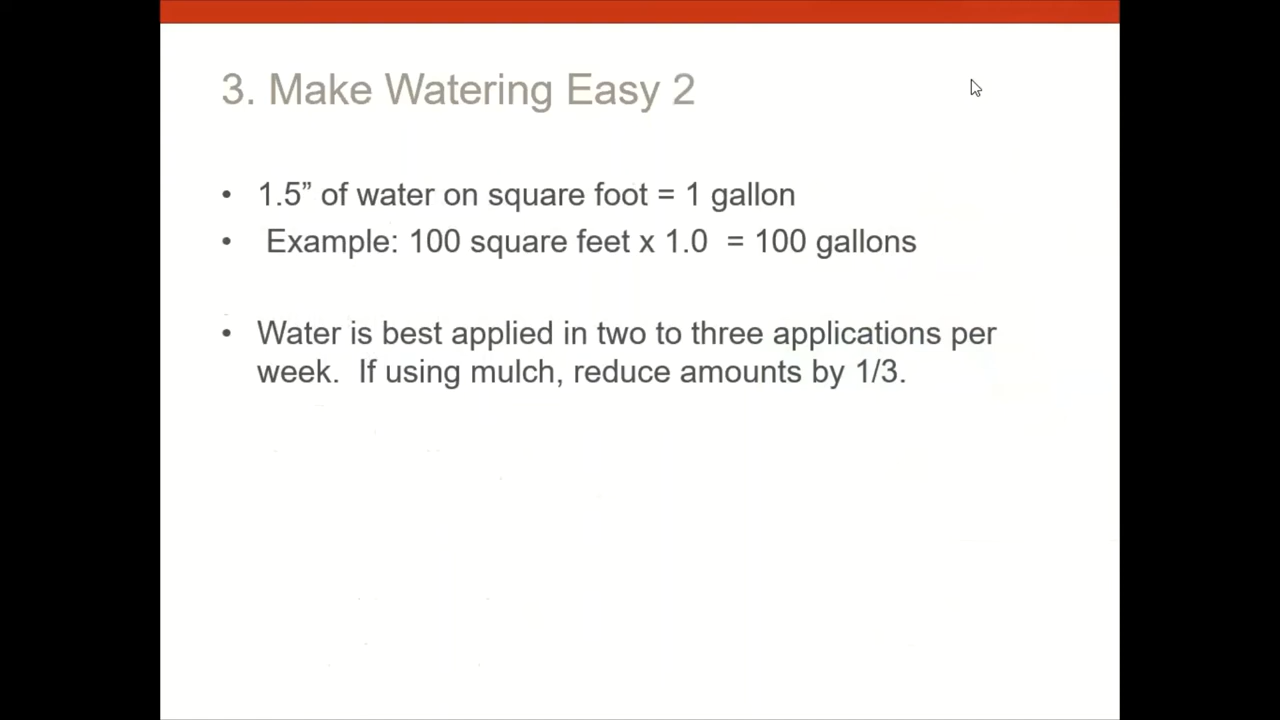 3. Make Watering Easy 2
• 1.5” of water on square foot = 1 gallon
• Example: 100 square feet x 1.0 = 100 gallons
• Water is best applied in two to three applications per
week. If using mulch, reduce amounts by 1/3.